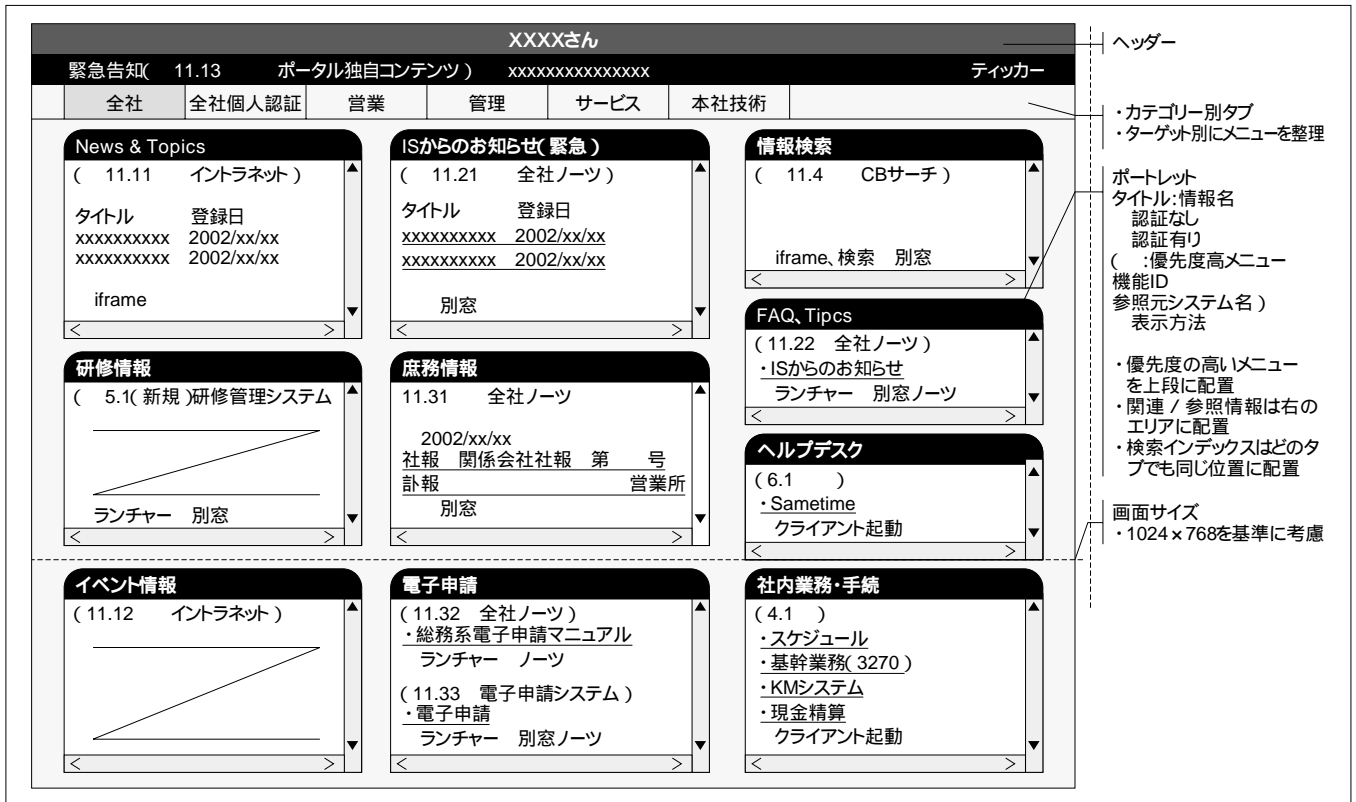 XXXXさん
緊急告知( 11.13 ポータル独自コンテンツ) xxxxxxxxxxxxxxx ティッカー
全社 全社個人認証 営業 管理 サービス 本社技術
News & Topics
( 11.11 イントラネット)
タイトル 登録日
xxxxxxxxxx 2002/xx/xx
xxxxxxxxxx 2002/xx/xx
iframe
ISからのお知らせ(緊急)
( 11.21 全社ノーツ)
タイトル 登録日
xxxxxxxxxx 2002/xx/xx
xxxxxxxxxx 2002/xx/xx
別窓
情報検索
( 11.4 CBサーチ)
iframe、検索 別窓
FAQ、Tipcs
(11.22 全社ノーツ)
・ISからのお知らせ
ランチャー 別窓ノーツ
研修情報
( 5.1(新規)研修管理システム
ランチャー 別窓
庶務情報
11.31 全社ノーツ
2002/xx/xx
社報 関係会社社報 第 号
訃報 営業所
別窓
ヘルプデスク
(6.1 )
・Sametime
クライアント起動
イベント情報
(11.12 イントラネット)
電子申請
(11.32 全社ノーツ)
・総務系電子申請マニュアル
ランチャー ノーツ
(11.33 電子申請システム)
・電子申請
ランチャー 別窓ノーツ
社内業務・手続
(4.1 )
・スケジュール
・基幹業務(3270)
・KMシステム
・現金精算
クライアント起動
ヘッダー
・カテゴリー別タブ
・ターゲット別にメニューを整理
ポートレット
タイトル:情報名
認証なし
認証有り
( :優先度高メニュー
機能ID
参照元システム名)
表示方法
・優先度の高いメニュー
を上段に配置
・関連/参照情報は右の
エリアに配置
・検索インデックスはどのタ
ブでも同じ位置に配置
画面サイズ
・1024×768を基準に考慮